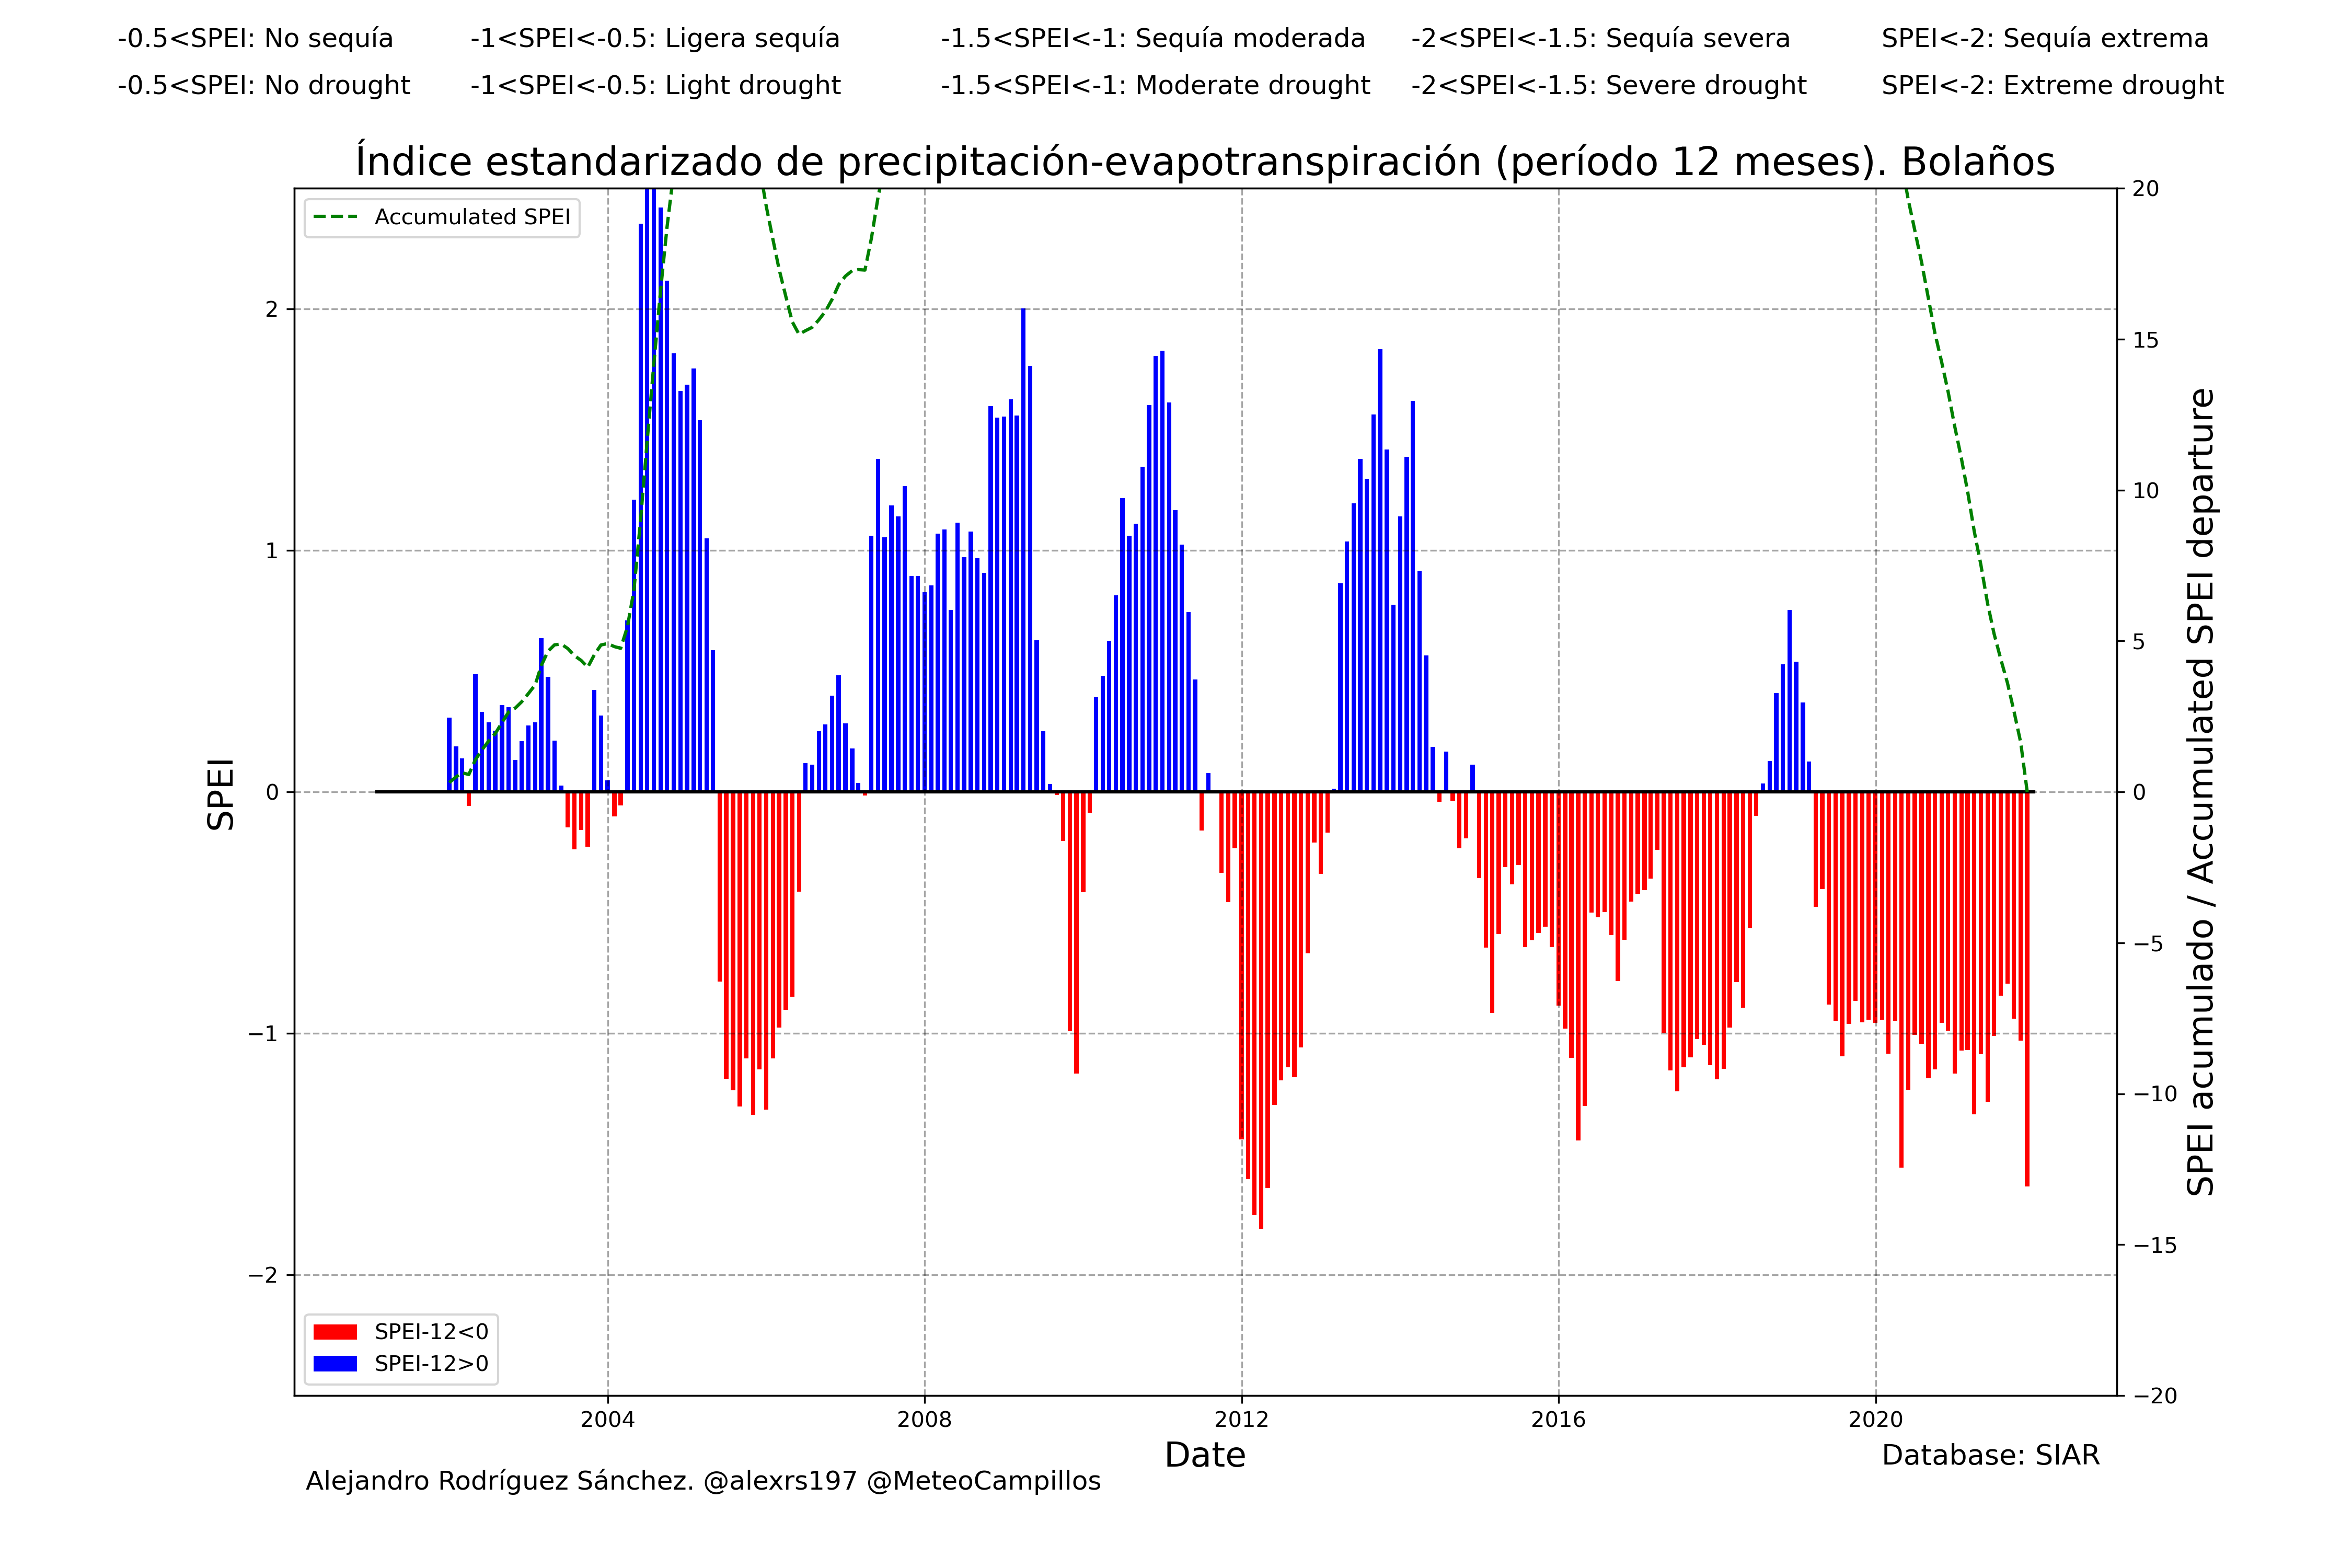 -0.5<SPEI: No sequía
-1<SPEI<-0.5: Ligera sequía
-1.5<SPEI<-1: Sequía moderada
-2<SPEI<-1.5: Sequía severa
SPEI<-2: Sequía extrema
-0.5<SPEI: No drought
-1<SPEI<-0.5: Light drought
-1.5<SPEI<-1: Moderate drought
-2<SPEI<-1.5: Severe drought
SPEI<-2: Extreme drought
Índice estandarizado de precipitación-evapotranspiración (período 12 meses). Bolaños
Accumulated SPEI
2
1
0
−1
−2
SPEI
20
15
10
5
0
−5
−10
−15
−20
SPEI acumulado / Accumulated SPEI departure
SPEI-12<0
SPEI-12>0
2004
2008
2012
2016
2020
Date
Database: SIAR
Alejandro Rodríguez Sánchez. @alexrs197 @MeteoCampillos